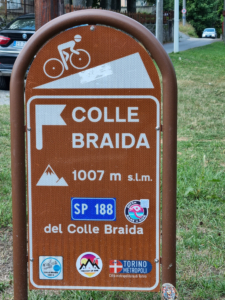 COLLE
BRAIDA
1007 m s.l.m.
SP 188
del Colle Braida
TORINO
METROPOLI